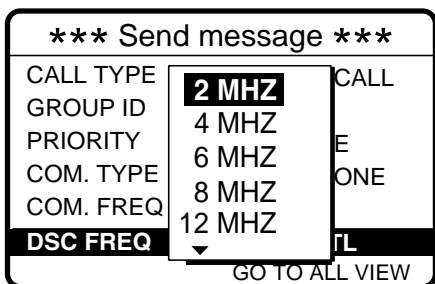 *** Send message ***
CALL TYPE CALL
GROUP ID
PRIORITY E
COM. TYPE ONE
COM. FREQ
DSC FREQ TL
GO TO ALL VIEW
2 MHZ
4 MHZ
6 MHZ
8 MHZ
12 MHZ